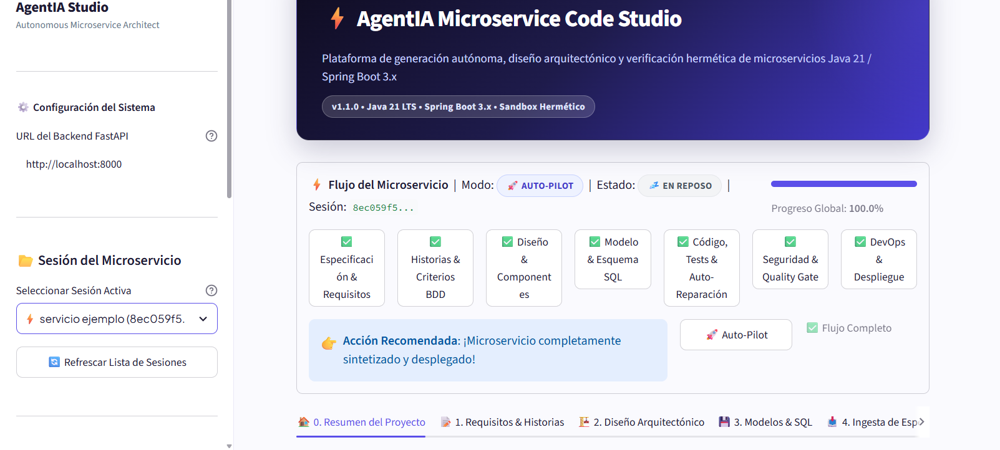 AgentIA Studio
Autonomous Microservice Architect
Configuración del Sistema
URL del Backend FastAPI
http://localhost:8000
Sesión del Microservicio
Seleccionar Sesión Activa
servicio ejemplo (8ec059f5.
Refrescar Lista de Sesiones
AgentIA Microservice Code Studio
Plataforma de generación autónoma, diseño arquitectónico y verificación hermética de microservicios Java 21 /
Spring Boot 3.x
v1.1.0 • Java 21 LTS • Spring Boot 3.x • Sandbox Hermético
Flujo del Microservicio | Modo: AUTO-PILOT | Estado: EN REPOSO |
Sesión: 8ec059f5...
Progreso Global: 100.0%
Especificaci
ón &
Requisitos
Historias &
Criterios
BDD
Diseño
&
Component
es
Modelo
& Esquema
SQL
Código,
Tests &
Auto-
Reparación
Seguridad &
Quality Gate
DevOps
&
Despliegue
Acción Recomendada: ¡Microservicio completamente
sintetizado y desplegado!
Auto-Pilot
Flujo Completo
0. Resumen del Proyecto
1. Requisitos & Historias
2. Diseño Arquitectónico
3. Modelos & SQL
4. Ingesta de Esp